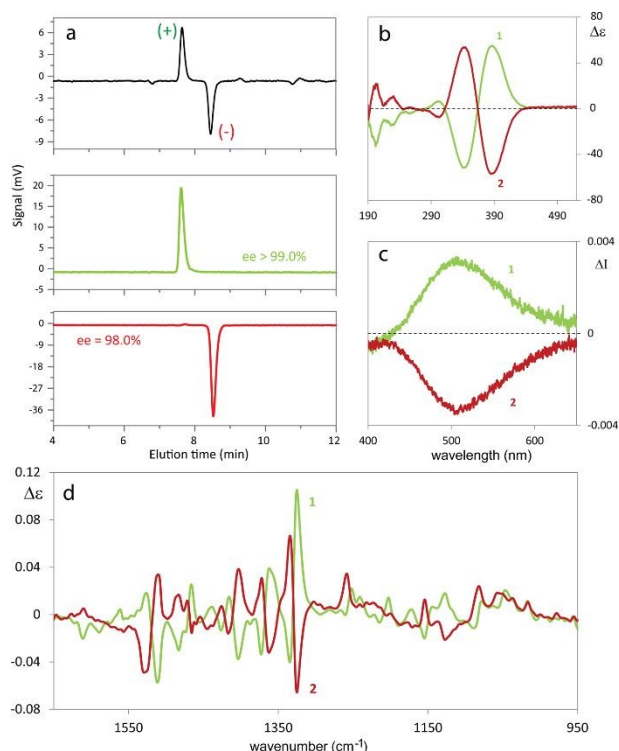 a
(+)
(-)
6
3
0
-3
-6
-9
20
15
10
5
0
-5
ee > 99.0%
0
-9
-18
-27
-36
ee = 98.0%
4 6 8 10 12
Signal (mV)
Elution time (min)
b
1
2
80
Δε
40
0
-40
-80
190 290 390 490
c
1
2
0.004
ΔI
0
-0.004
400 500 600
wavelength (nm)
d
Δε
0.12
0.08
0.04
0
-0.04
-0.08
1
2
1550 1350 1150 950
wavenumber (cm⁻¹)